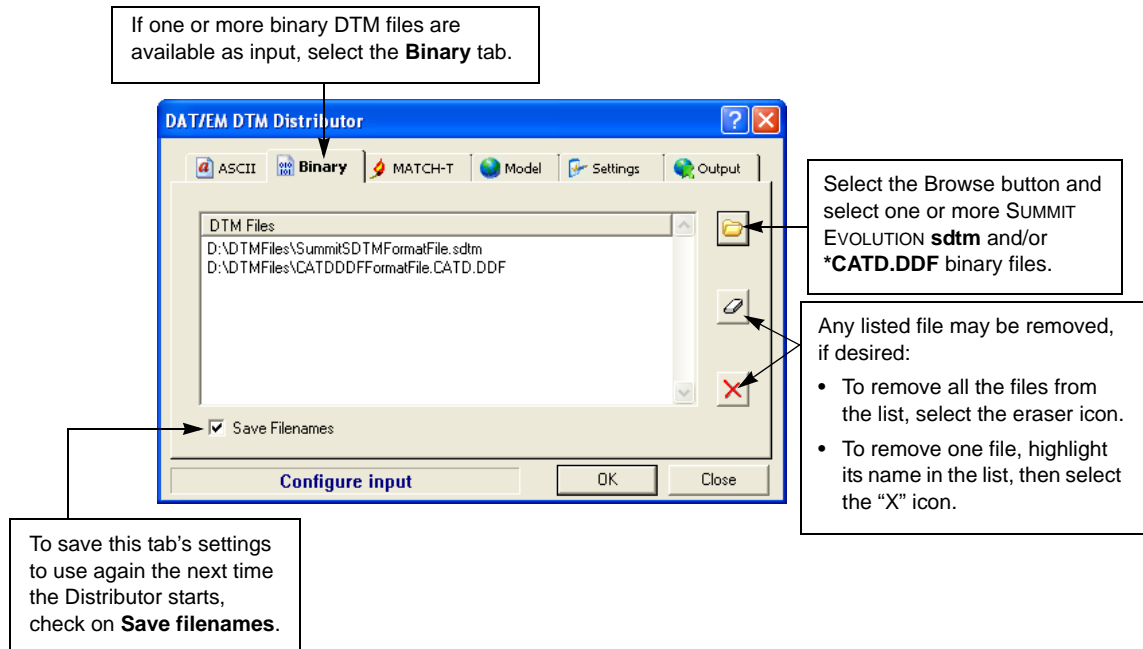 If one or more binary DTM files are
available as input, select the Binary tab.
DAT/EM DTM Distributor
ASCII Binary MATCH-T Model Settings Output
DTM Files
D:\DTMFiles\SummitSDTMFormatFile.sdtm
D:\DTMFiles\CATDDDFFormatFile.CATD.DDF
Save Filenames
Configure input
OK
Close
Select the Browse button and
select one or more SUMMIT
EVOLUTION sdtm and/or
*CATD.DDF binary files.
Any listed file may be removed,
if desired:
• To remove all the files from
the list, select the eraser icon.
• To remove one file, highlight
its name in the list, then select
the “X” icon.
To save this tab's settings
to use again the next time
the Distributor starts,
check on Save filenames.